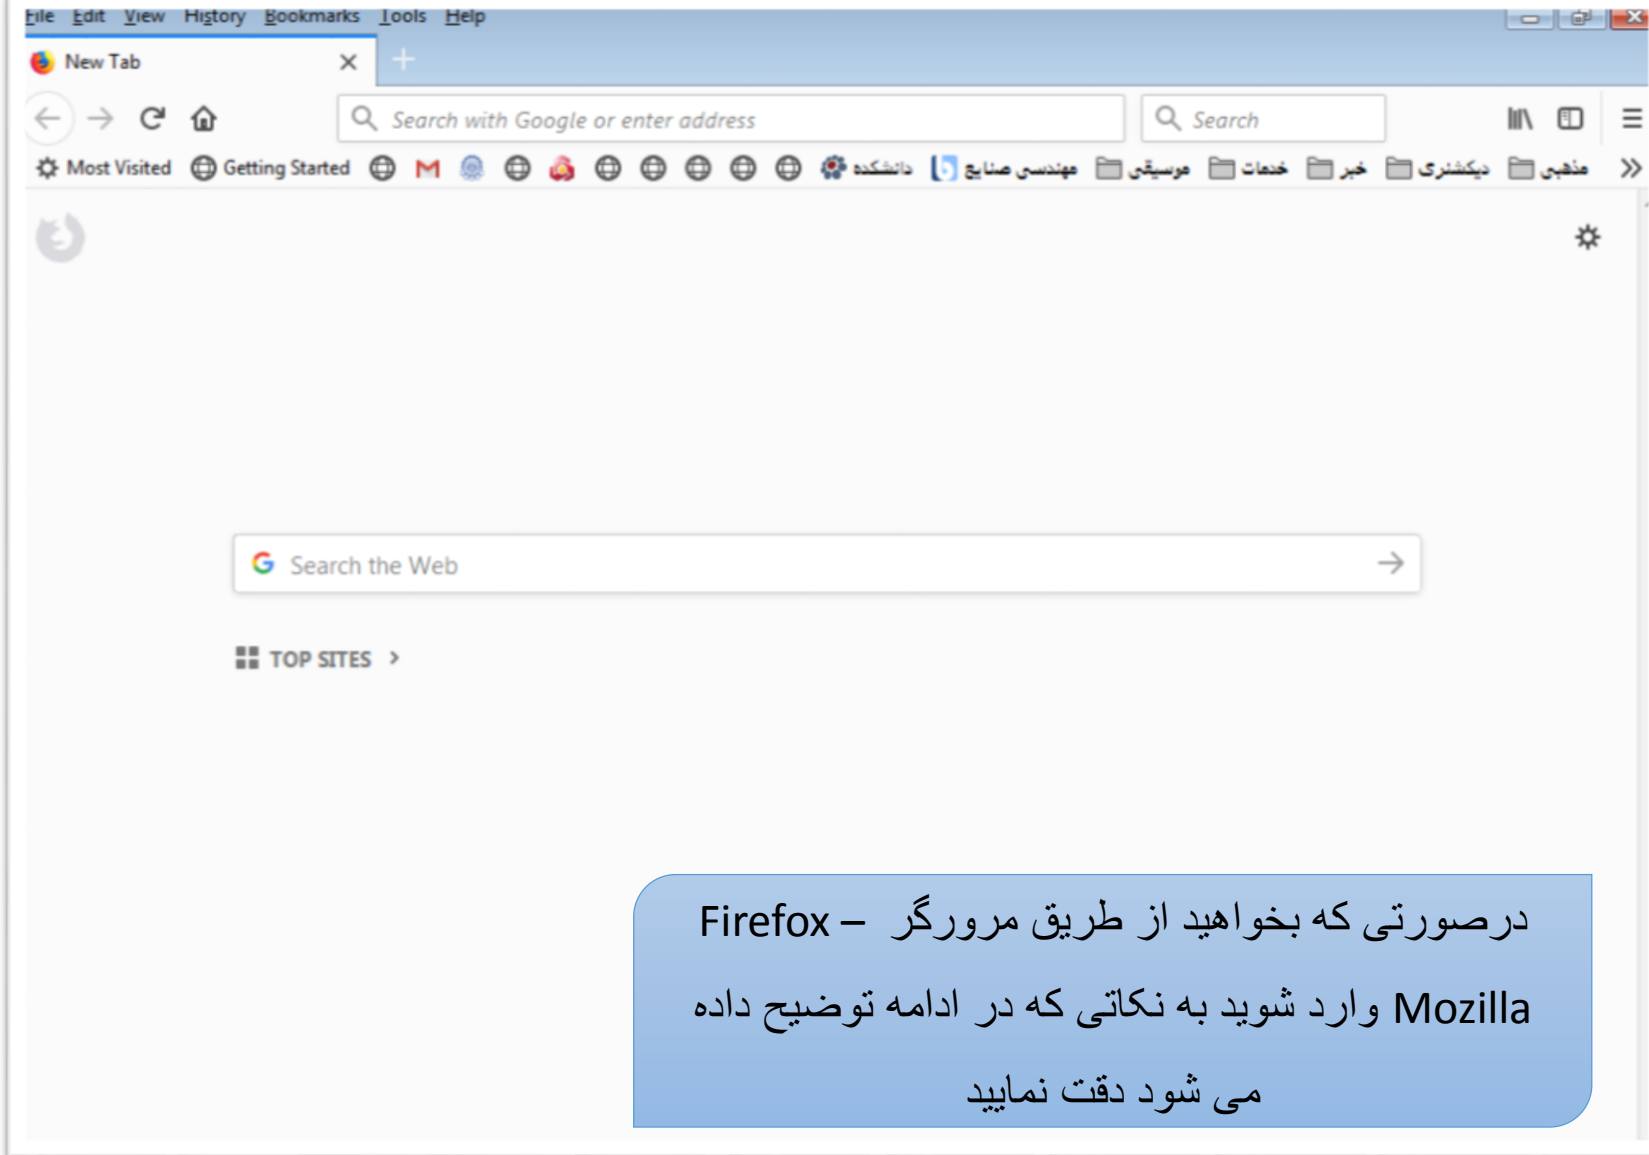 File Edit View History Bookmarks Tools Help
New Tab
Search with Google or enter address Search
Most Visited Getting Started دانشکده مهندسی صنایع موسیقی خدمات خبر دیکشنری مذهبی
Search the Web
TOP SITES
درصورتی که بخواهید از طریق مرورگر Firefox –
Mozilla وارد شوید به نکاتی که در ادامه توضیح داده
می شود دقت نمایید